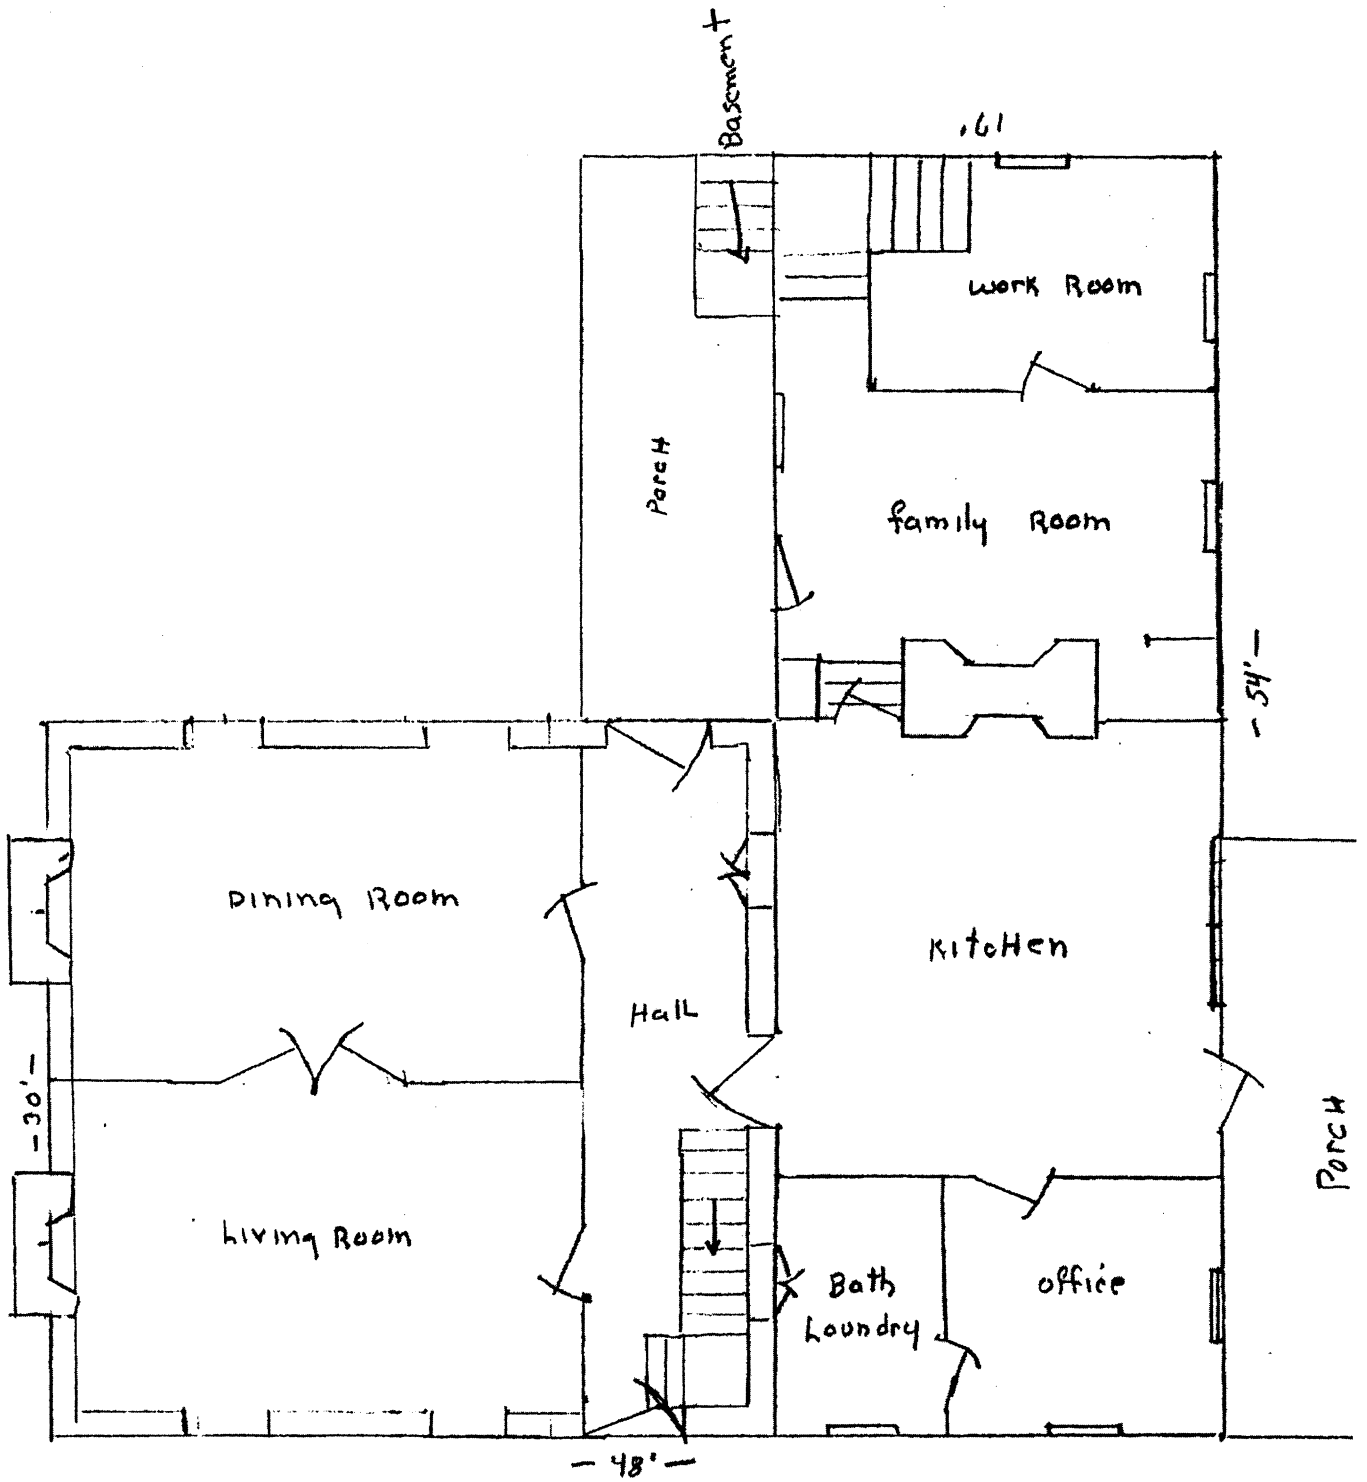 Basement
19'
Work Room
Porch
family Room
- 54' -
Dining Room
Kitchen
Hall
- 30' -
Porch
Living Room
Bath
Laundry
office
- 48' -